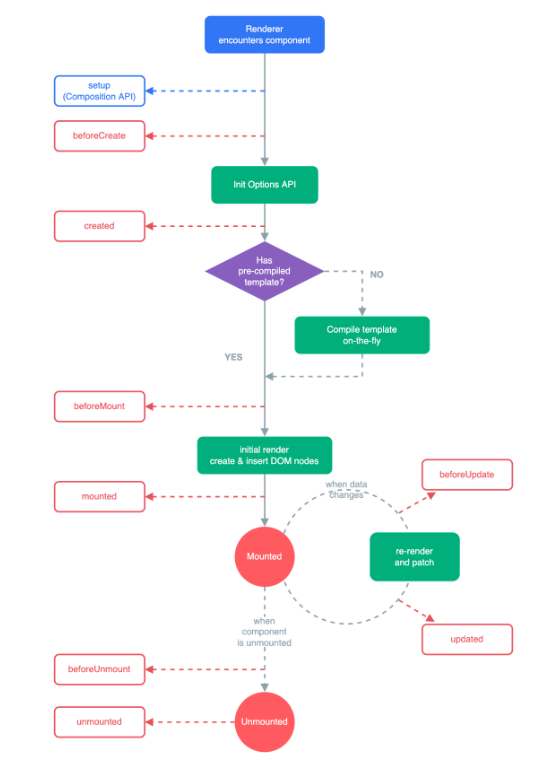 Renderer
encounters component
setup
(Composition API)
beforeCreate
Init Options API
created
Has
pre-compiled
template?
NO
Compile template
on-the-fly
YES
beforeMount
initial render
create & insert DOM nodes
mounted
when data
changes
beforeUpdate
Mounted
re-render
and patch
when
component
is unmounted
updated
beforeUnmount
unmounted
Unmounted